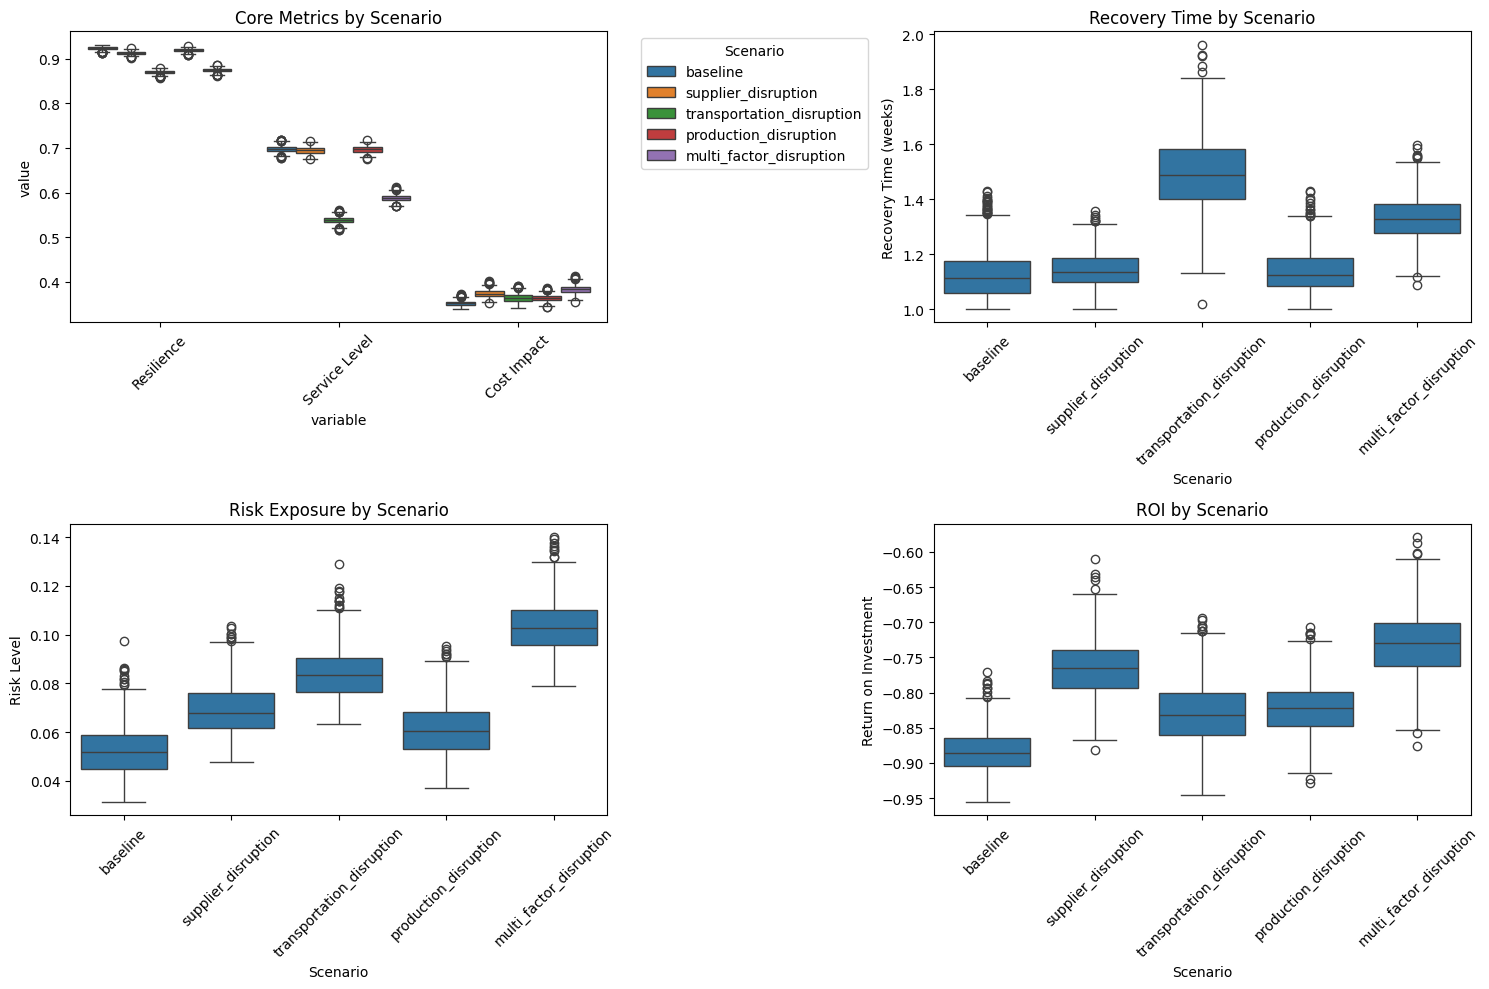 Core Metrics by Scenario
value
0.9
0.8
0.7
0.6
0.5
0.4
Resilience
Service Level
Cost Impact
variable
Scenario
baseline
supplier_disruption
transportation_disruption
production_disruption
multi_factor_disruption
Recovery Time by Scenario
Recovery Time (weeks)
2.0
1.8
1.6
1.4
1.2
1.0
baseline
supplier_disruption
transportation_disruption
production_disruption
multi_factor_disruption
Scenario
Risk Exposure by Scenario
Risk Level
0.14
0.12
0.10
0.08
0.06
0.04
baseline
supplier_disruption
transportation_disruption
production_disruption
multi_factor_disruption
Scenario
ROI by Scenario
Return on Investment
−0.60
−0.65
−0.70
−0.75
−0.80
−0.85
−0.90
−0.95
baseline
supplier_disruption
transportation_disruption
production_disruption
multi_factor_disruption
Scenario